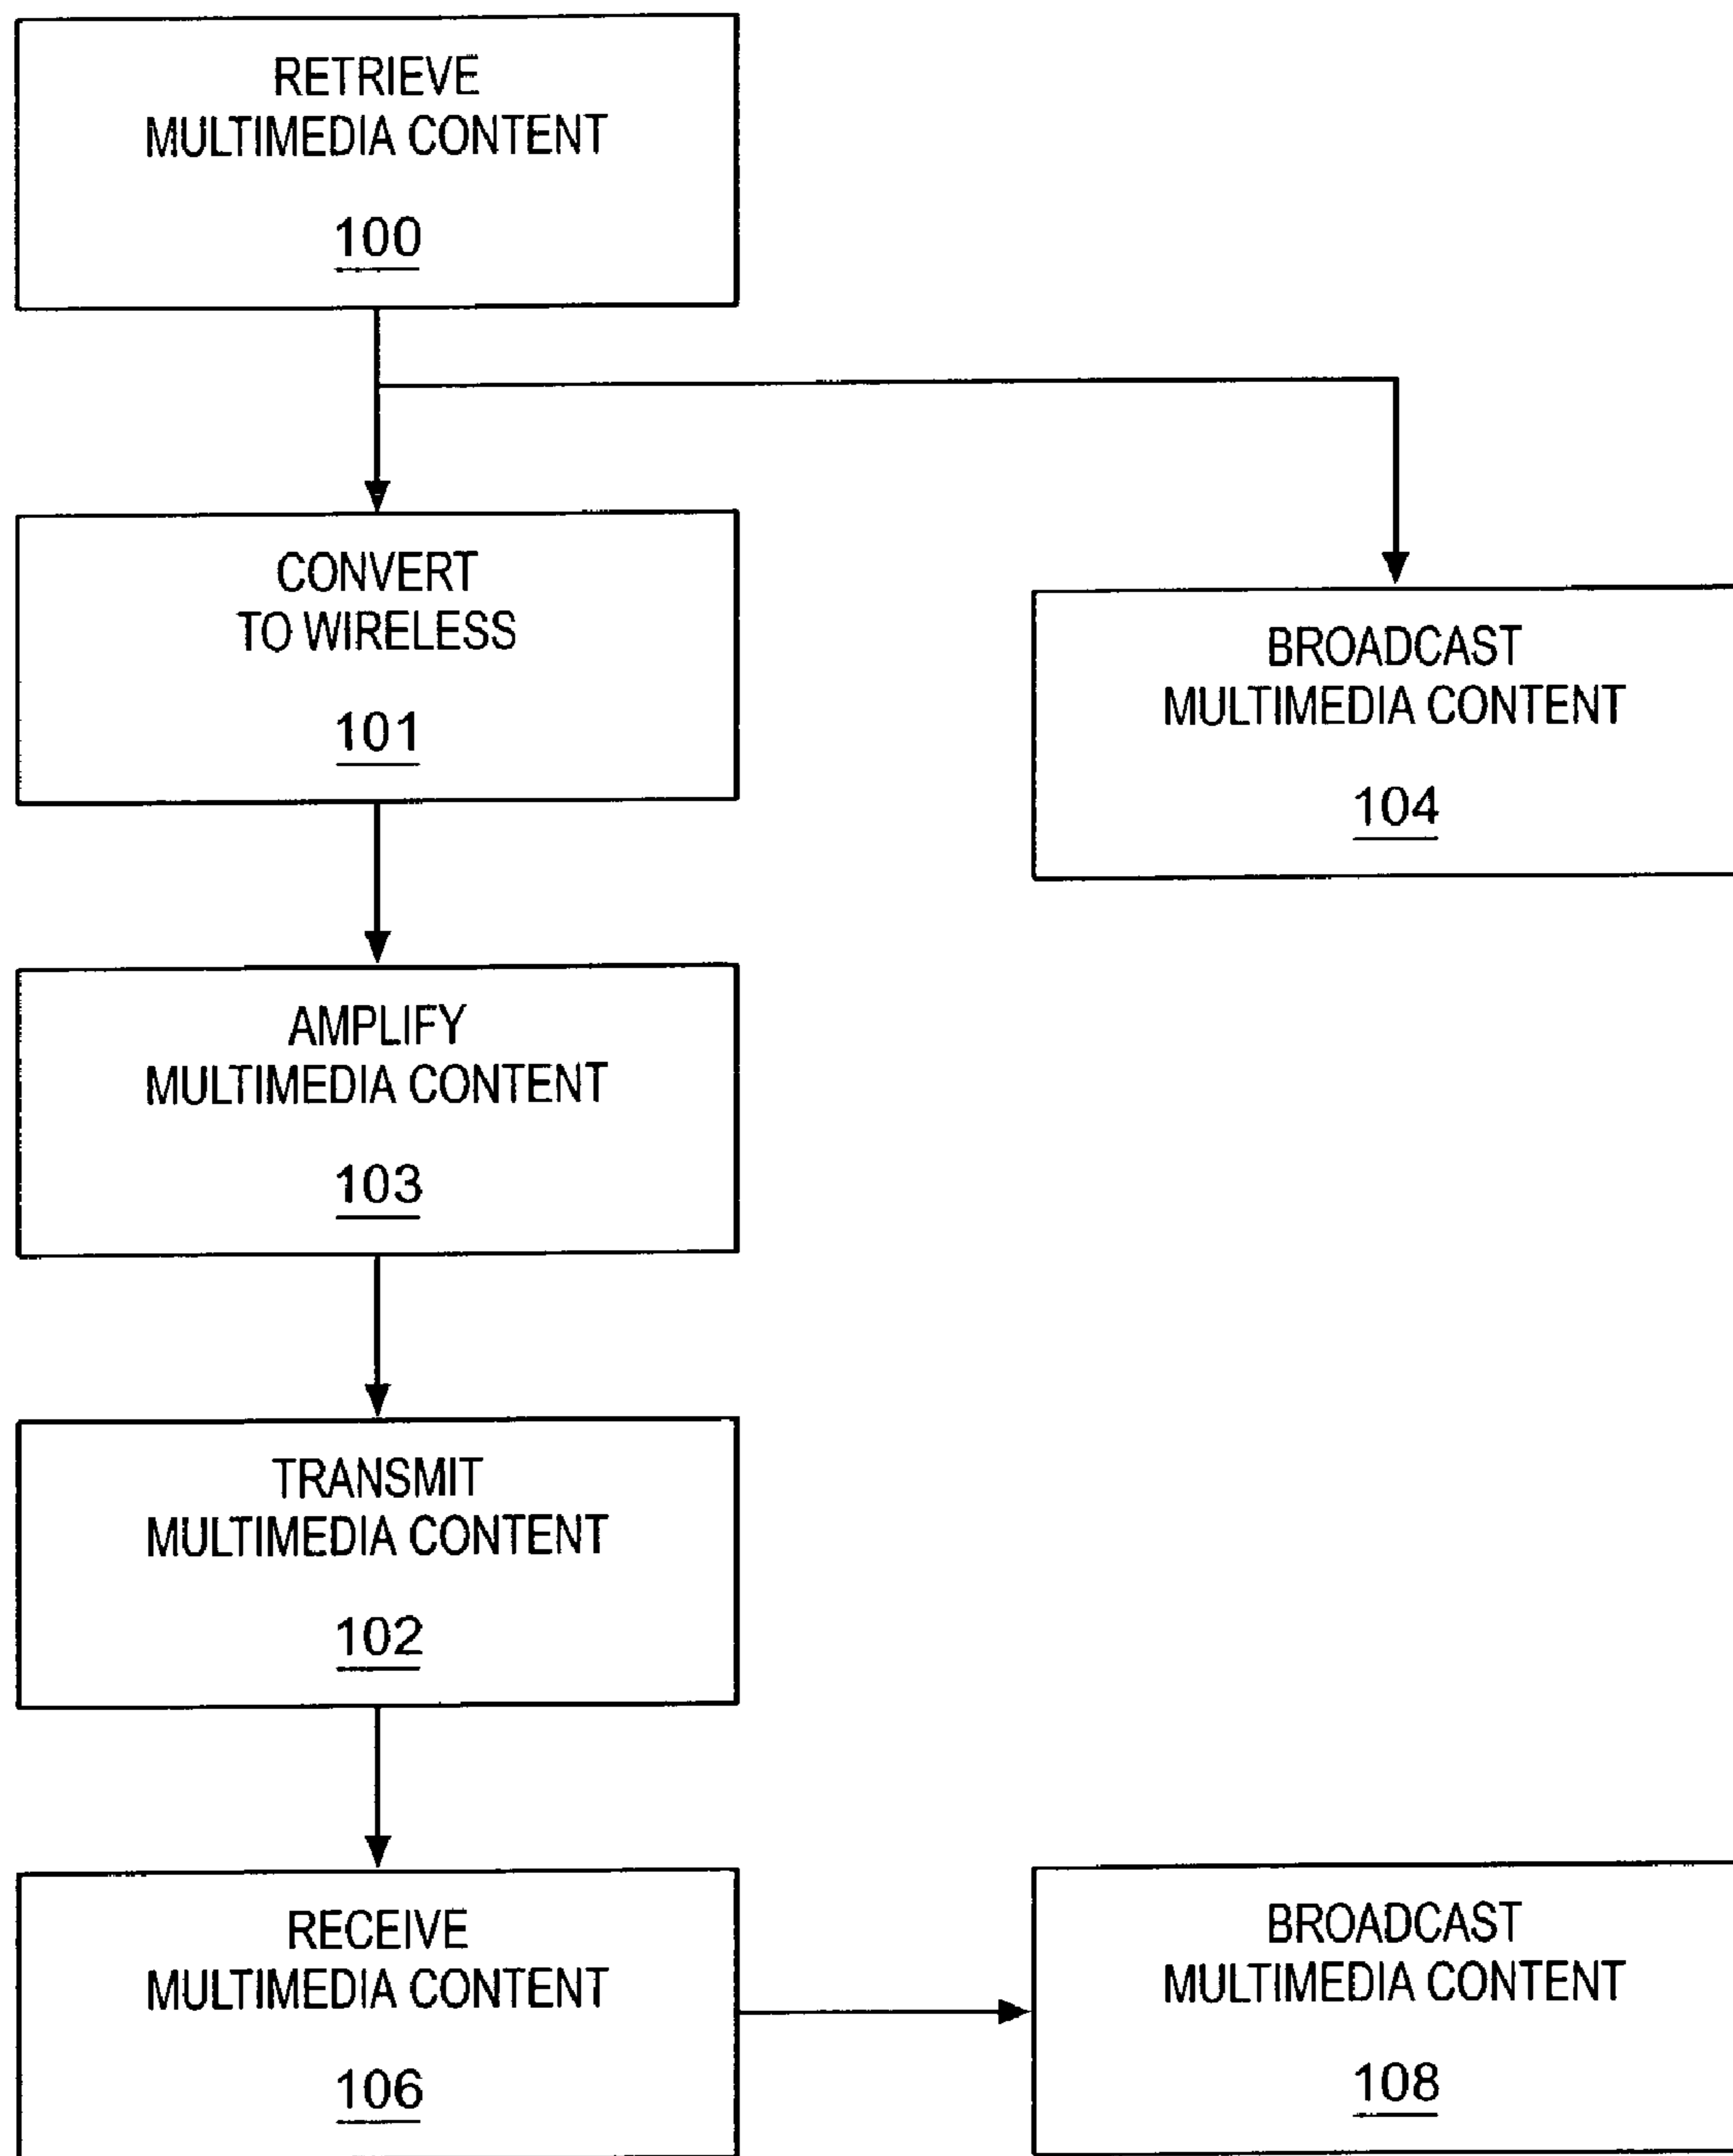 RETRIEVE
MULTIMEDIA CONTENT
100
CONVERT
TO WIRELESS
101
BROADCAST
MULTIMEDIA CONTENT
104
AMPLIFY
MULTIMEDIA CONTENT
103
TRANSMIT
MULTIMEDIA CONTENT
102
RECEIVE
MULTIMEDIA CONTENT
106
BROADCAST
MULTIMEDIA CONTENT
108